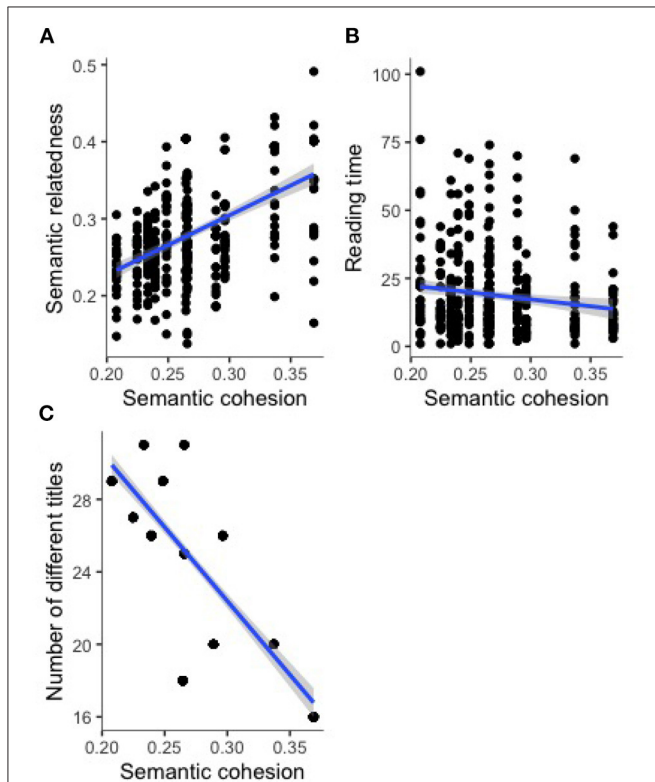 A
Semantic relatedness
0.5
0.4
0.3
0.2
0.20 0.25 0.30 0.35
Semantic cohesion
B
Reading time
100
75
50
25
0
0.20 0.25 0.30 0.35
Semantic cohesion
C
Number of different titles
28
24
20
16
0.20 0.25 0.30 0.35
Semantic cohesion